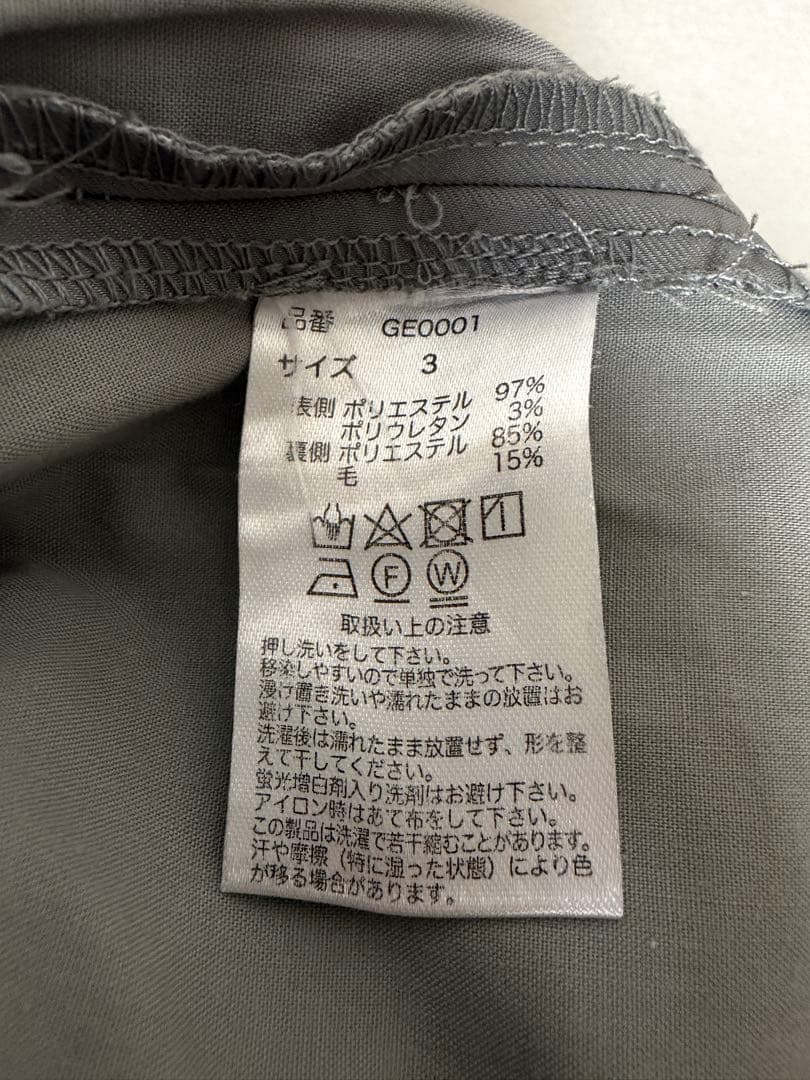 品番 GE0001
サイズ 3
表側 ポリエステル 97%
ポリウレタン 3%
裏側 ポリエステル 85%
毛 15%
F W
取扱い上の注意
押し洗いをして下さい。
移染しやすいので単独で洗って下さい。
浸け置き洗いや濡れたままの放置はお
避け下さい。
洗濯後は濡れたまま放置せず、形を整
えて干してください。
蛍光増白剤入り洗剤はお避け下さい。
アイロン時はあて布をして下さい。
この製品は洗濯で若干縮むことがあります。
汗や摩擦（特に湿った状態）により色
が移る場合があります。